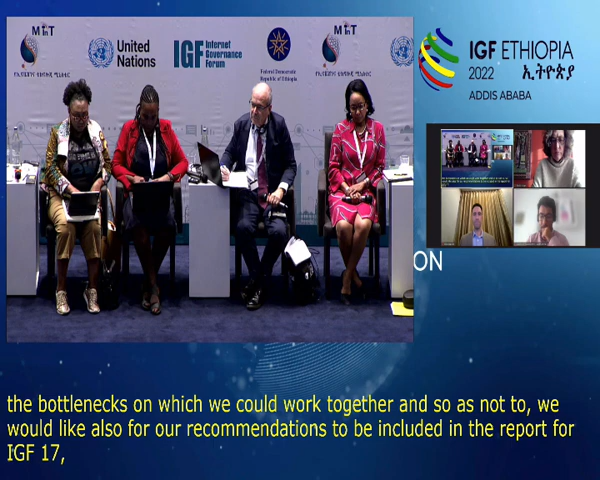 MinT
United
Nations
IGF Internet
Governance
Forum
Federal Democratic
Republic of Ethiopia
MinT
IGF ETHIOPIA
2022 ኢትዮጵያ
ADDIS ABABA
ON
the bottlenecks on which we could work together and so as not to, we
would like also for our recommendations to be included in the report for
IGF 17,